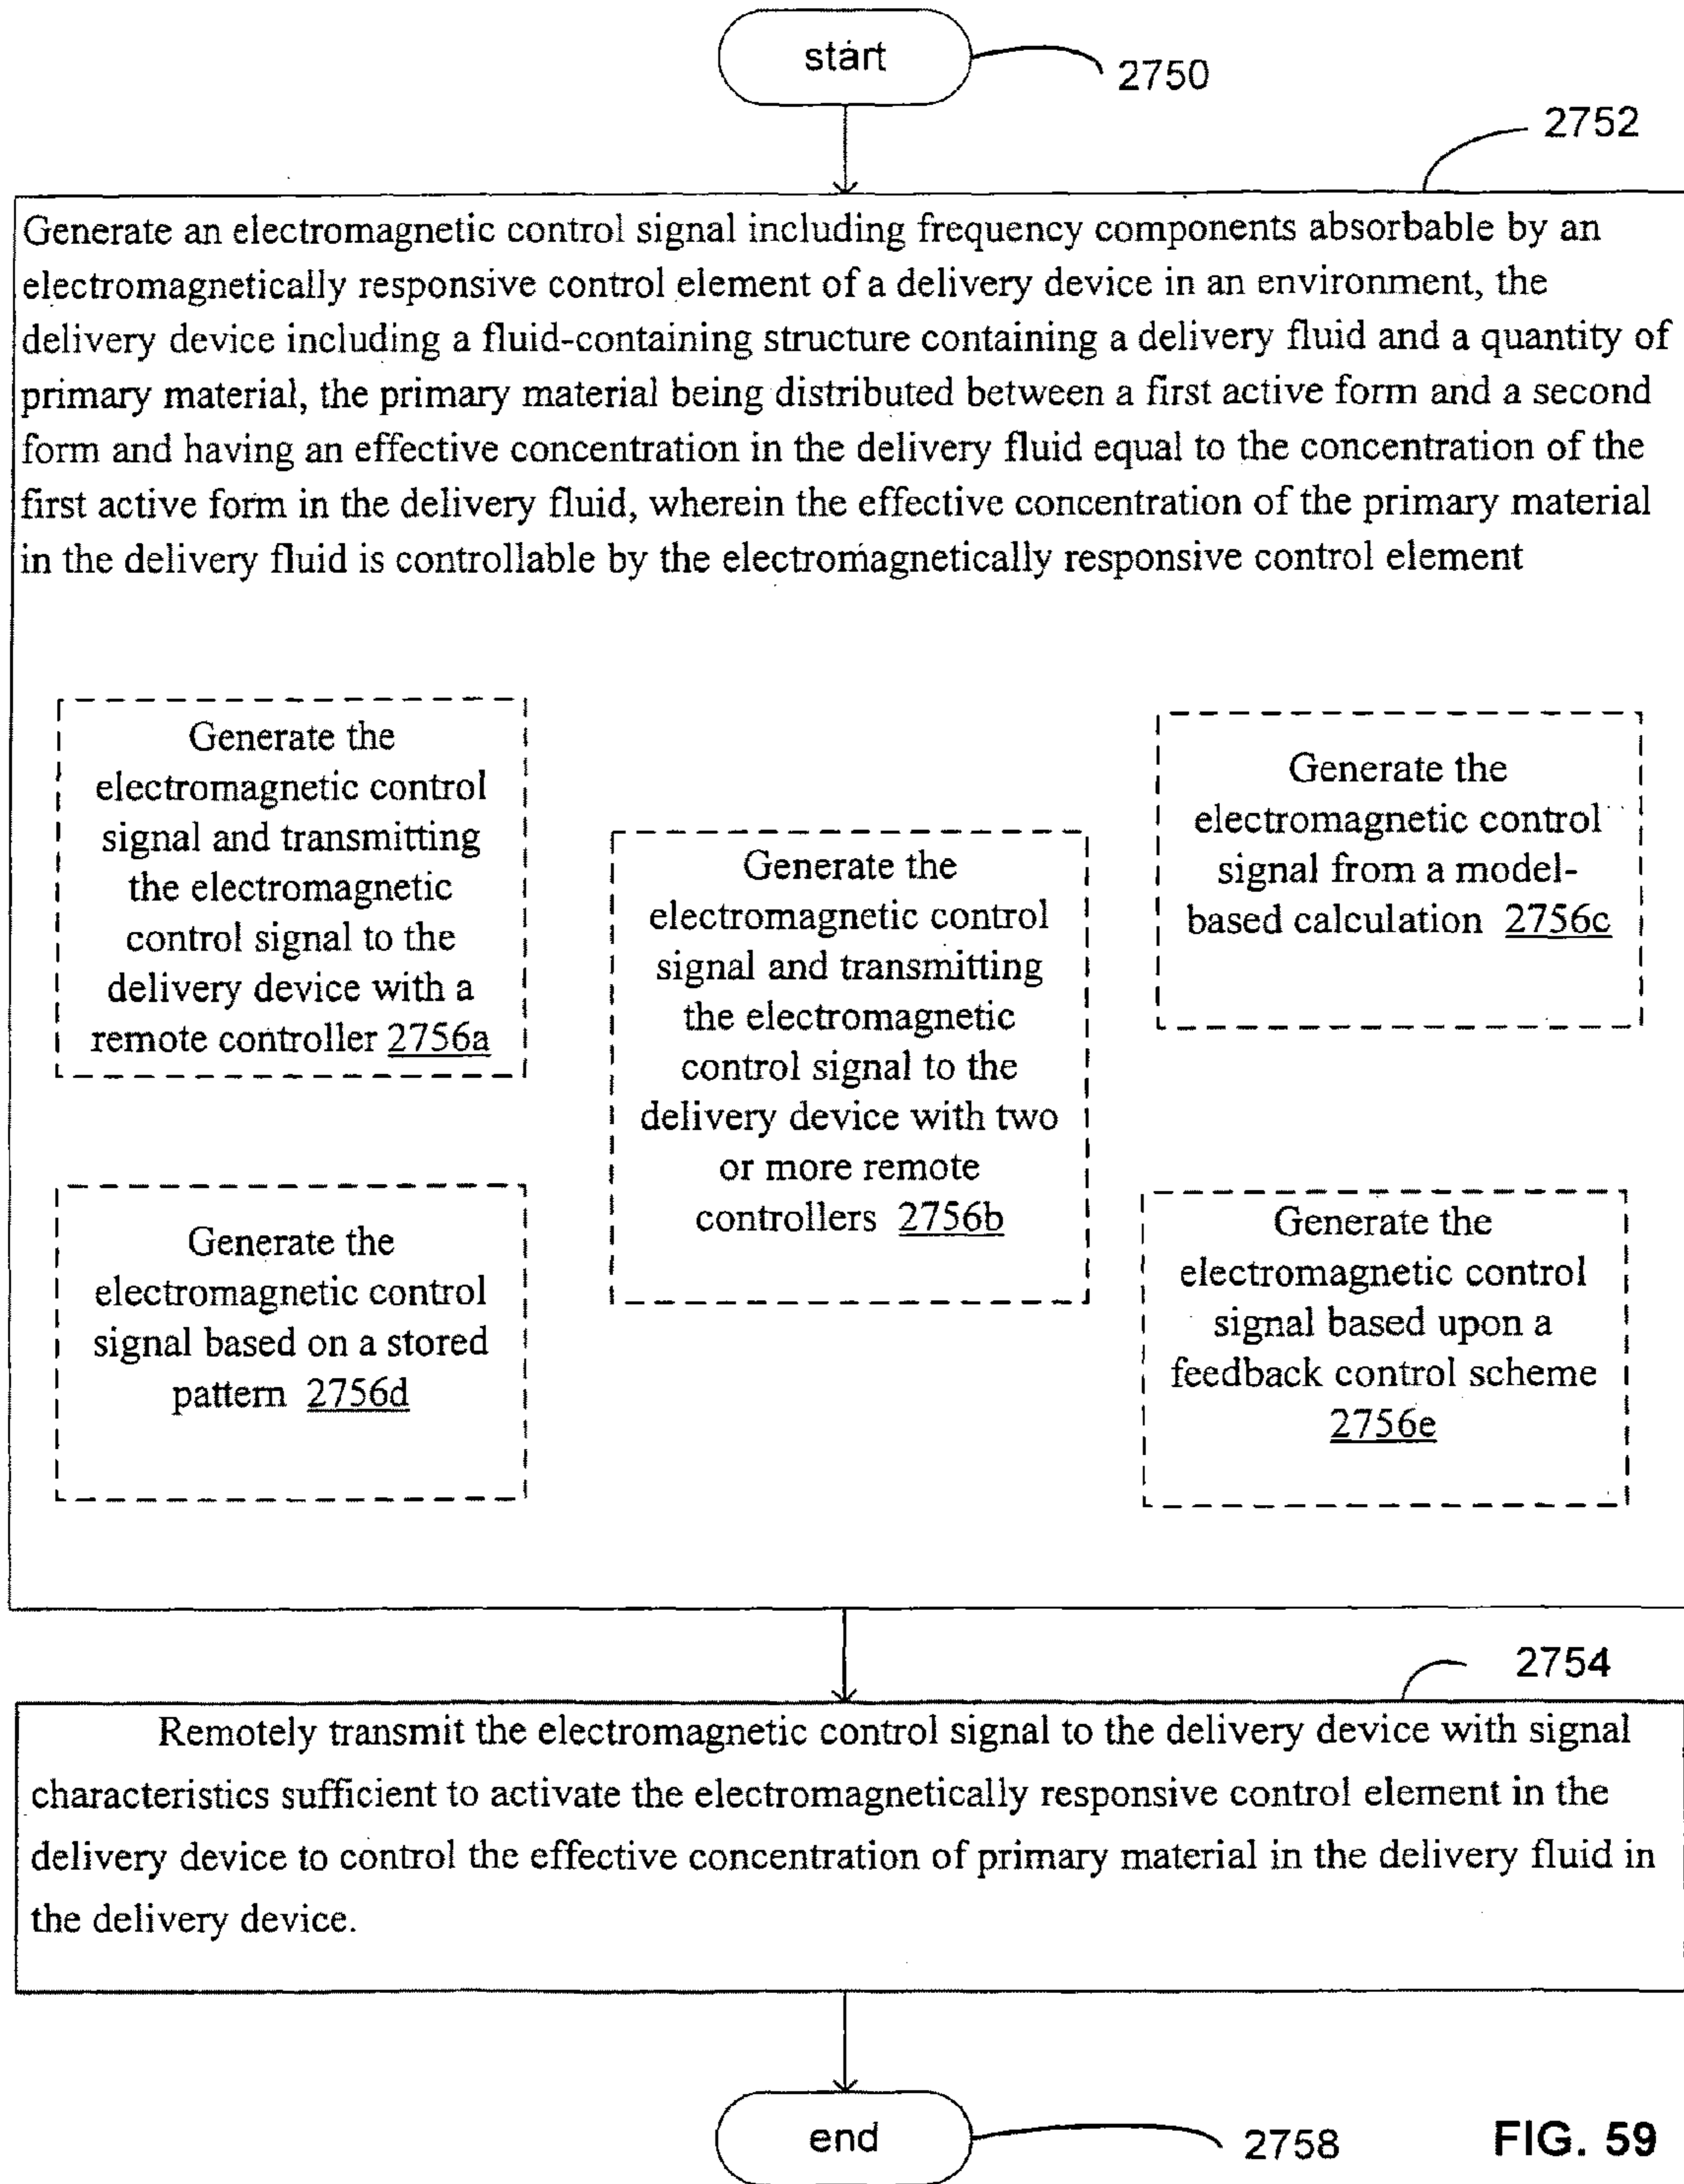 start
2750
2752
Generate an electromagnetic control signal including frequency components absorbable by an
electromagnetically responsive control element of a delivery device in an environment, the
delivery device including a fluid-containing structure containing a delivery fluid and a quantity of
primary material, the primary material being distributed between a first active form and a second
form and having an effective concentration in the delivery fluid equal to the concentration of the
first active form in the delivery fluid, wherein the effective concentration of the primary material
in the delivery fluid is controllable by the electromagnetically responsive control element
Generate the
electromagnetic control
signal and transmitting
the electromagnetic
control signal to the
delivery device with a
remote controller 2756a
Generate the
electromagnetic control
signal and transmitting
the electromagnetic
control signal to the
delivery device with two
or more remote
controllers 2756b
Generate the
electromagnetic control
signal from a model-
based calculation 2756c
Generate the
electromagnetic control
signal based on a stored
pattern 2756d
Generate the
electromagnetic control
signal based upon a
feedback control scheme
2756e
2754
Remotely transmit the electromagnetic control signal to the delivery device with signal
characteristics sufficient to activate the electromagnetically responsive control element in the
delivery device to control the effective concentration of primary material in the delivery fluid in
the delivery device.
end
2758
FIG. 59